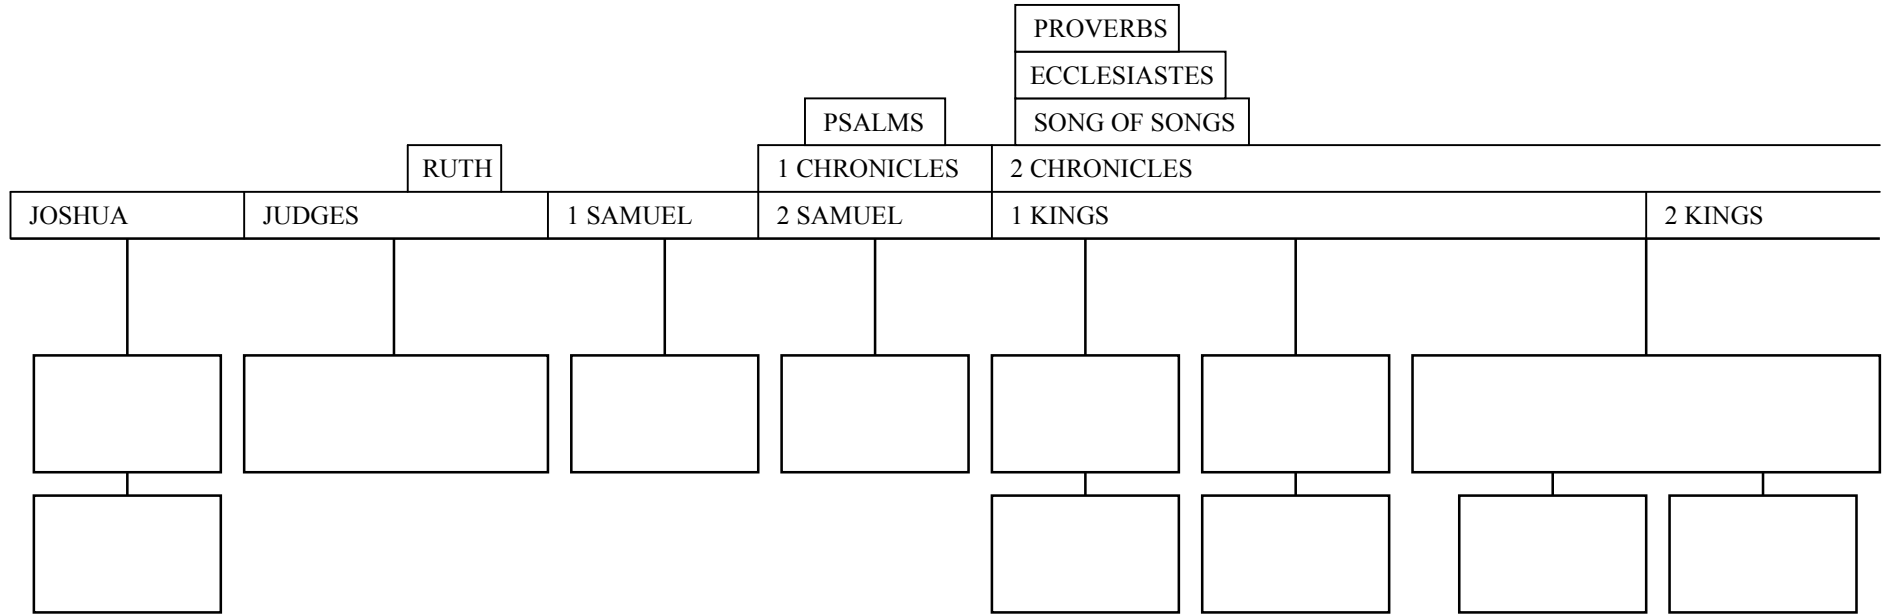 PROVERBS
ECCLESIASTES
PSALMS SONG OF SONGS
RUTH 1 CHRONICLES 2 CHRONICLES
JOSHUA JUDGES 1 SAMUEL 2 SAMUEL 1 KINGS 2 KINGS